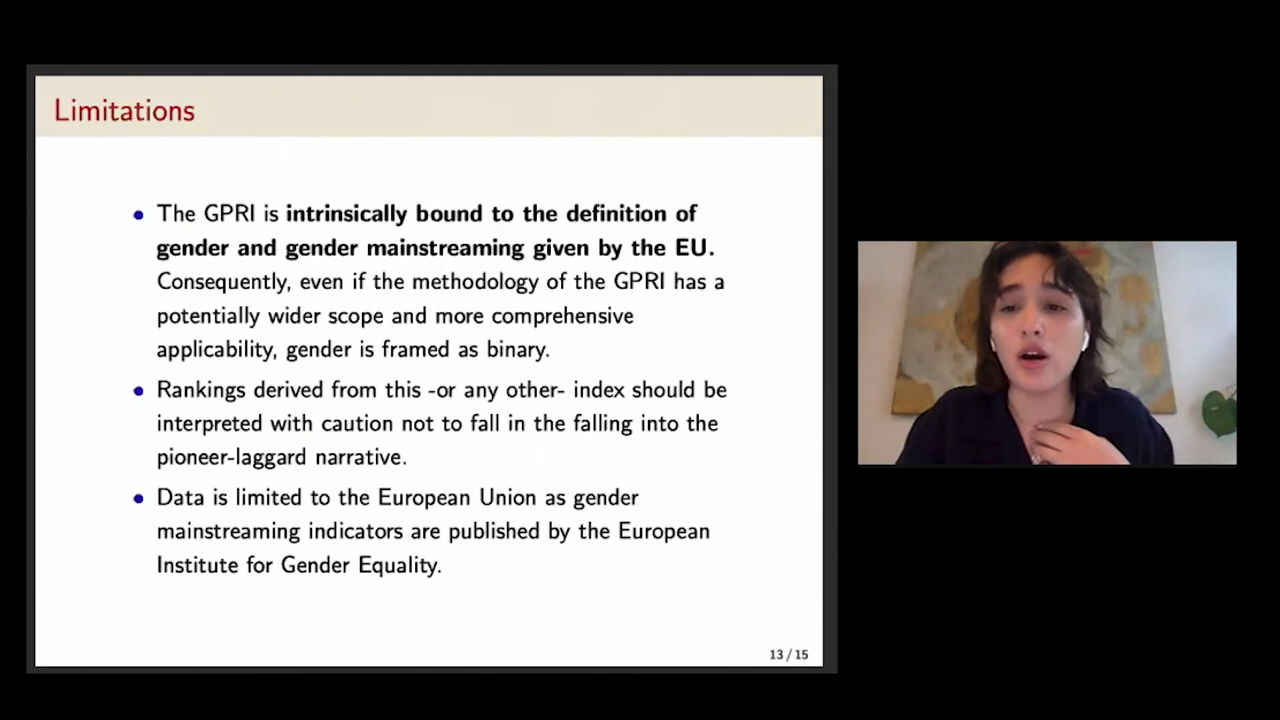 Limitations
• The GPRI is intrinsically bound to the definition of
gender and gender mainstreaming given by the EU.
Consequently, even if the methodology of the GPRI has a
potentially wider scope and more comprehensive
applicability, gender is framed as binary.
• Rankings derived from this -or any other- index should be
interpreted with caution not to fall in the falling into the
pioneer-laggard narrative.
• Data is limited to the European Union as gender
mainstreaming indicators are published by the European
Institute for Gender Equality.
13 / 15